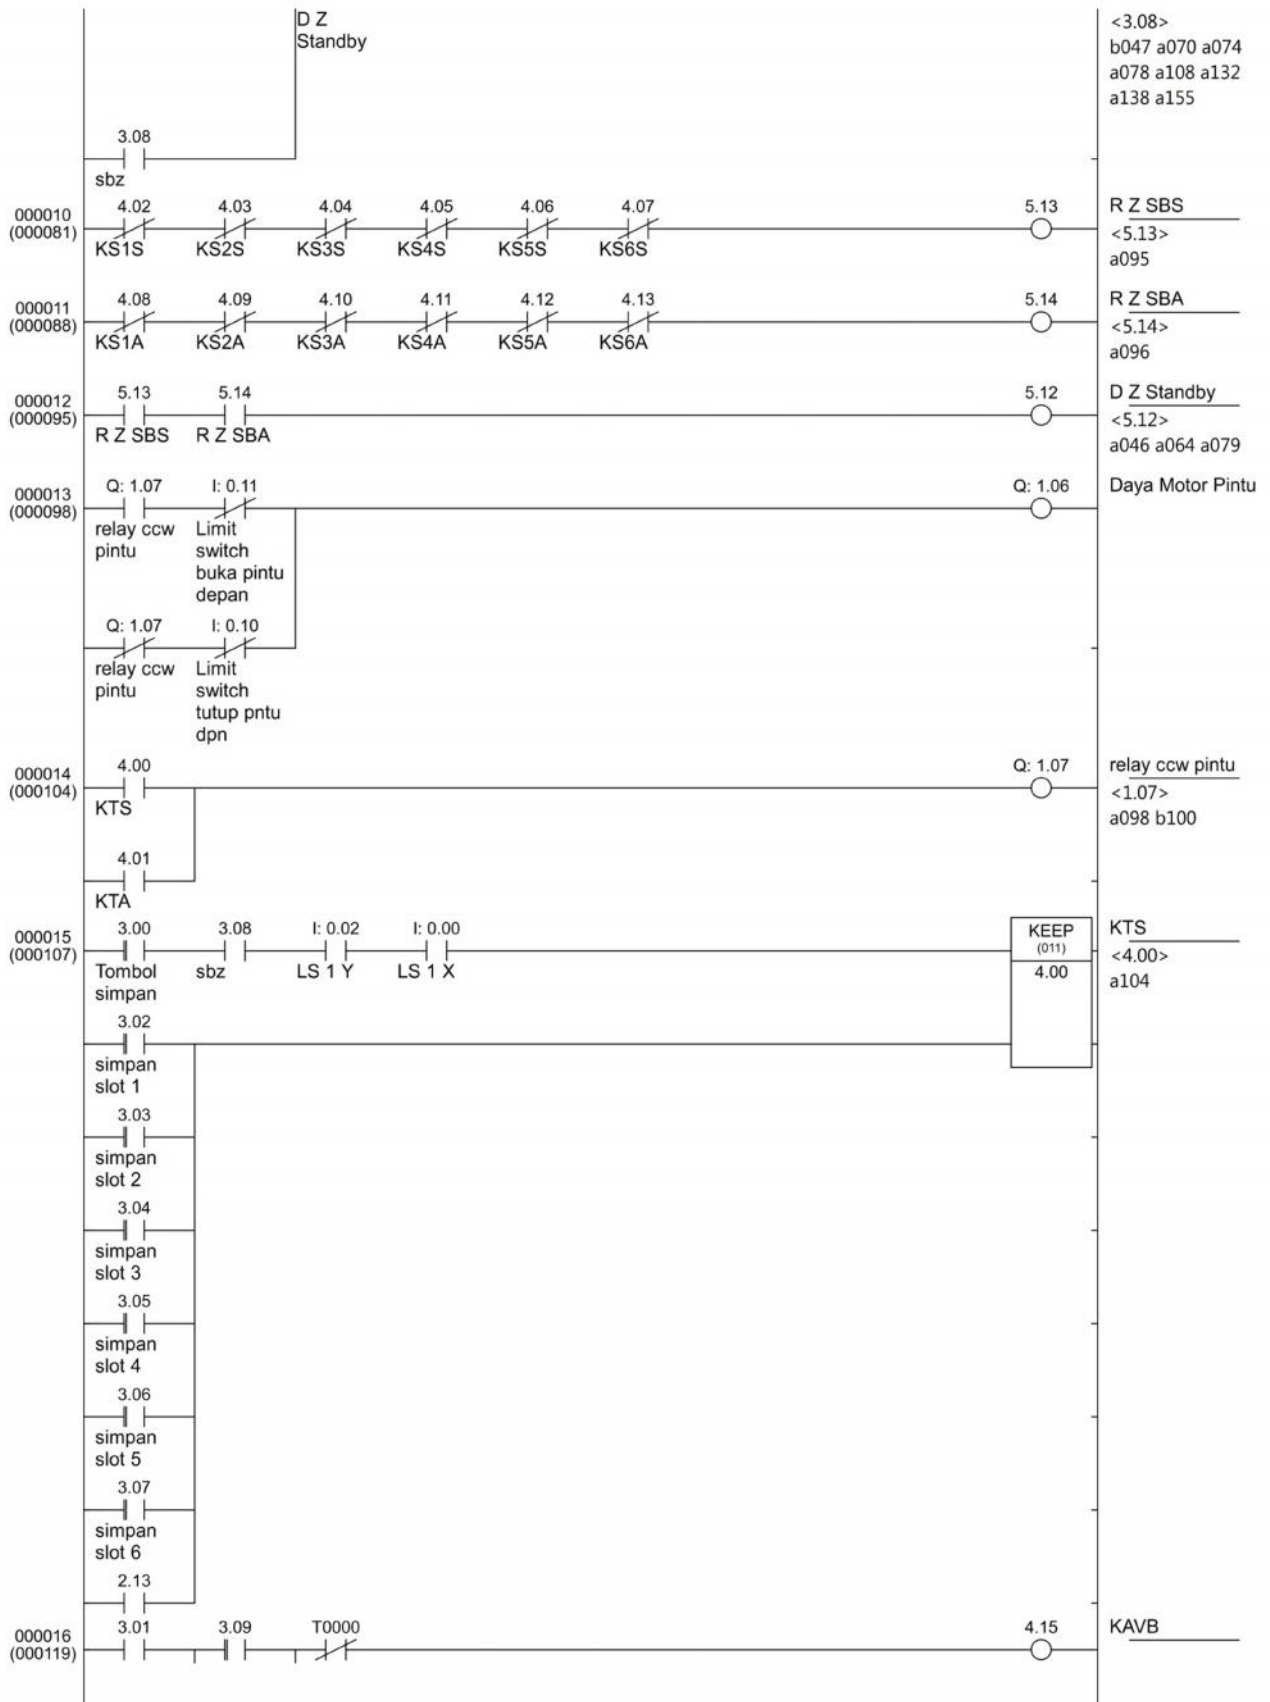 D Z
Standby
<3.08>
b047 a070 a074
a078 a108 a132
a138 a155
3.08
sbz
000010
(000081)
4.02 4.03 4.04 4.05 4.06 4.07 5.13
KS1S KS2S KS3S KS4S KS5S KS6S
R Z SBS
<5.13>
a095
000011
(000088)
4.08 4.09 4.10 4.11 4.12 4.13 5.14
KS1A KS2A KS3A KS4A KS5A KS6A
R Z SBA
<5.14>
a096
000012
(000095)
5.13 5.14 5.12
R Z SBS R Z SBA
D Z Standby
<5.12>
a046 a064 a079
000013
(000098)
Q: 1.07 I: 0.11 Q: 1.06
Daya Motor Pintu
relay ccw
pintu
Limit
switch
buka pintu
depan
Q: 1.07 I: 0.10
relay ccw
pintu
Limit
switch
tutup pntu
dpn
000014
(000104)
4.00 Q: 1.07
KTS
relay ccw pintu
<1.07>
a098 b100
4.01
KTA
000015
(000107)
3.00 3.08 I: 0.02 I: 0.00
Tombol
simpan
sbz LS 1 Y LS 1 X
KEEP
(011)
4.00
KTS
<4.00>
a104
3.02
simpan
slot 1
3.03
simpan
slot 2
3.04
simpan
slot 3
3.05
simpan
slot 4
3.06
simpan
slot 5
3.07
simpan
slot 6
2.13
000016
(000119)
3.01 3.09 T0000 4.15
KAVB